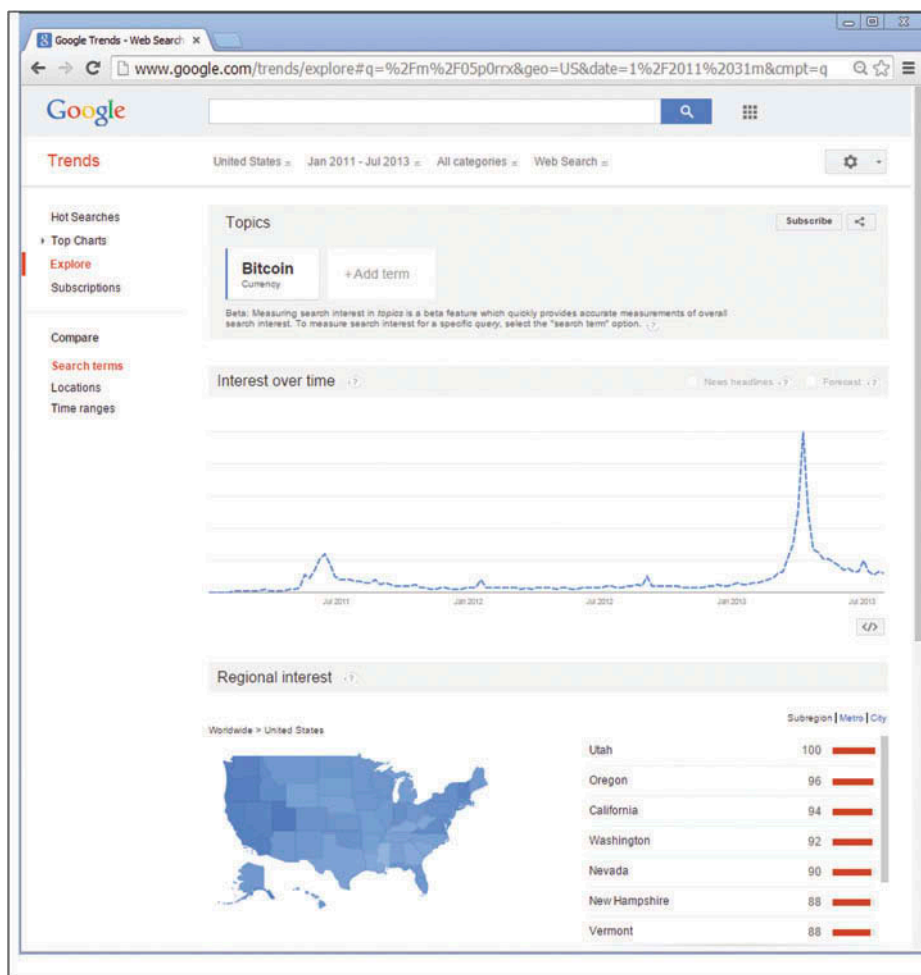 Google Trends - Web Search
www.google.com/trends/explore#q=%2Fm%2F05p0rrx&geo=US&date=1%2F2011%2031m&cmpt=q
Google
Trends
United States
Jan 2011 - Jul 2013
All categories
Web Search
Hot Searches
Top Charts
Explore
Subscriptions
Compare
Search terms
Locations
Time ranges
Topics
Subscribe
Bitcoin
Currency
+Add term
Beta: Measuring search interest in topics is a beta feature which quickly provides accurate measurements of overall
search interest. To measure search interest for a specific query, select the "search term" option. ?
Interest over time ?
News headlines ?
Forecast ?
Jul 2011
Jan 2012
Jul 2012
Jan 2013
Jul 2013
</>
Regional interest ?
Subregion | Metro | City
Worldwide > United States
Utah 100
Oregon 96
California 94
Washington 92
Nevada 90
New Hampshire 88
Vermont 88